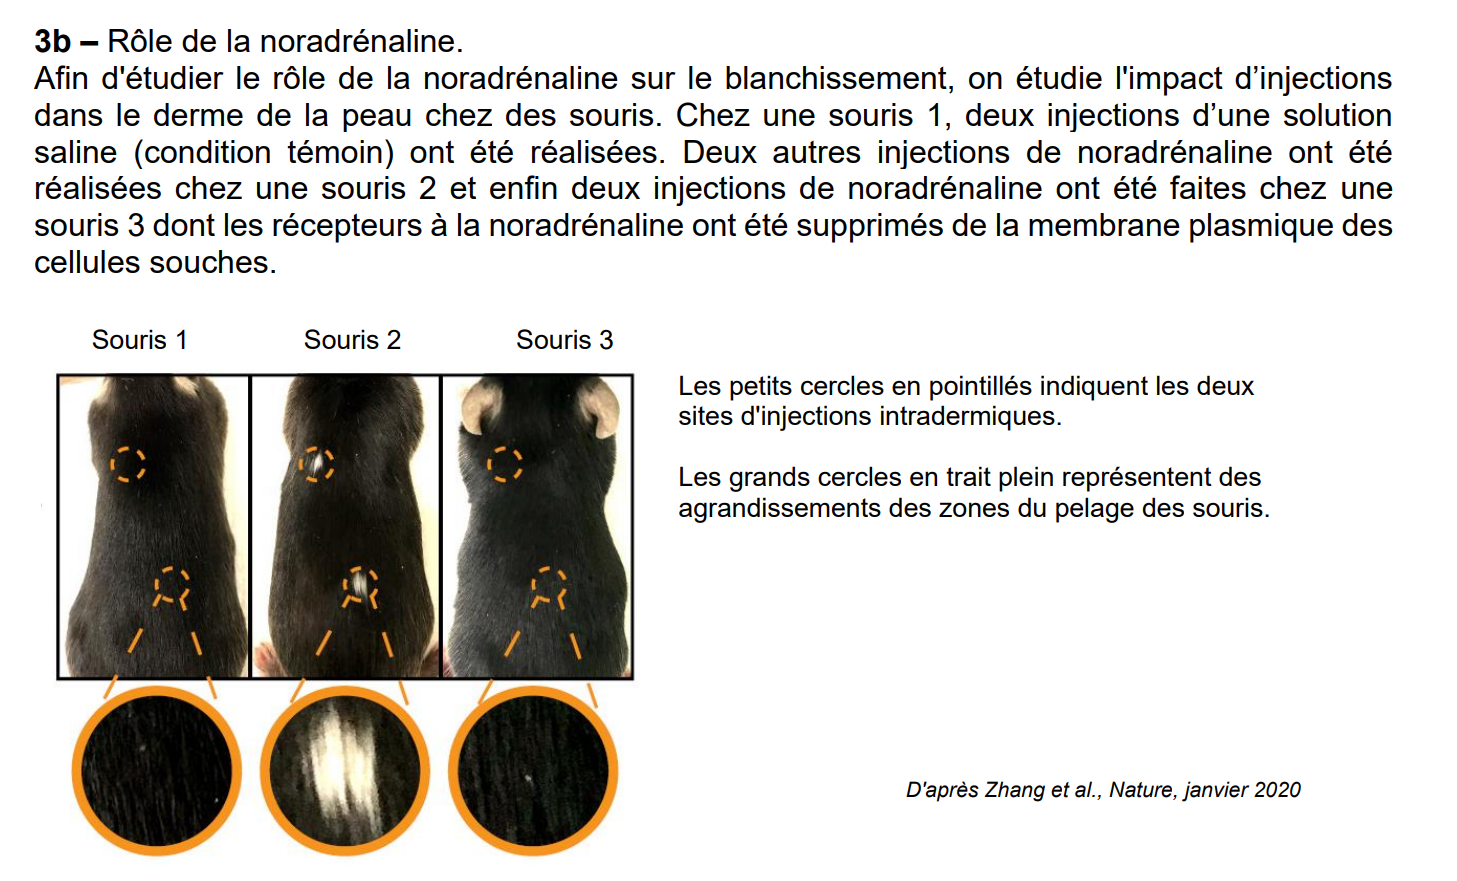 3b – Rôle de la noradrénaline.
Afin d'étudier le rôle de la noradrénaline sur le blanchissement, on étudie l'impact d’injections
dans le derme de la peau chez des souris. Chez une souris 1, deux injections d’une solution
saline (condition témoin) ont été réalisées. Deux autres injections de noradrénaline ont été
réalisées chez une souris 2 et enfin deux injections de noradrénaline ont été faites chez une
souris 3 dont les récepteurs à la noradrénaline ont été supprimés de la membrane plasmique des
cellules souches.
Souris 1
Souris 2
Souris 3
Les petits cercles en pointillés indiquent les deux
sites d'injections intradermiques.
Les grands cercles en trait plein représentent des
agrandissements des zones du pelage des souris.
D'après Zhang et al., Nature, janvier 2020